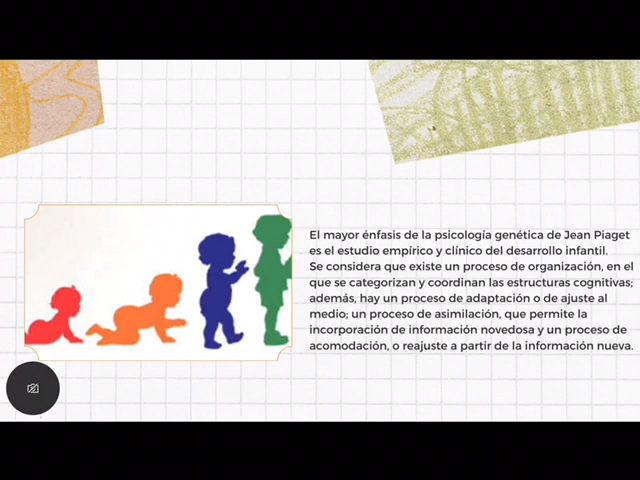 El mayor énfasis de la psicología genética de Jean Piaget
es el estudio empírico y clínico del desarrollo infantil.
Se considera que existe un proceso de organización, en el
que se categorizan y coordinan las estructuras cognitivas;
además, hay un proceso de adaptación o de ajuste al
medio; un proceso de asimilación, que permite la
incorporación de información novedosa y un proceso de
acomodación, o reajuste a partir de la información nueva.